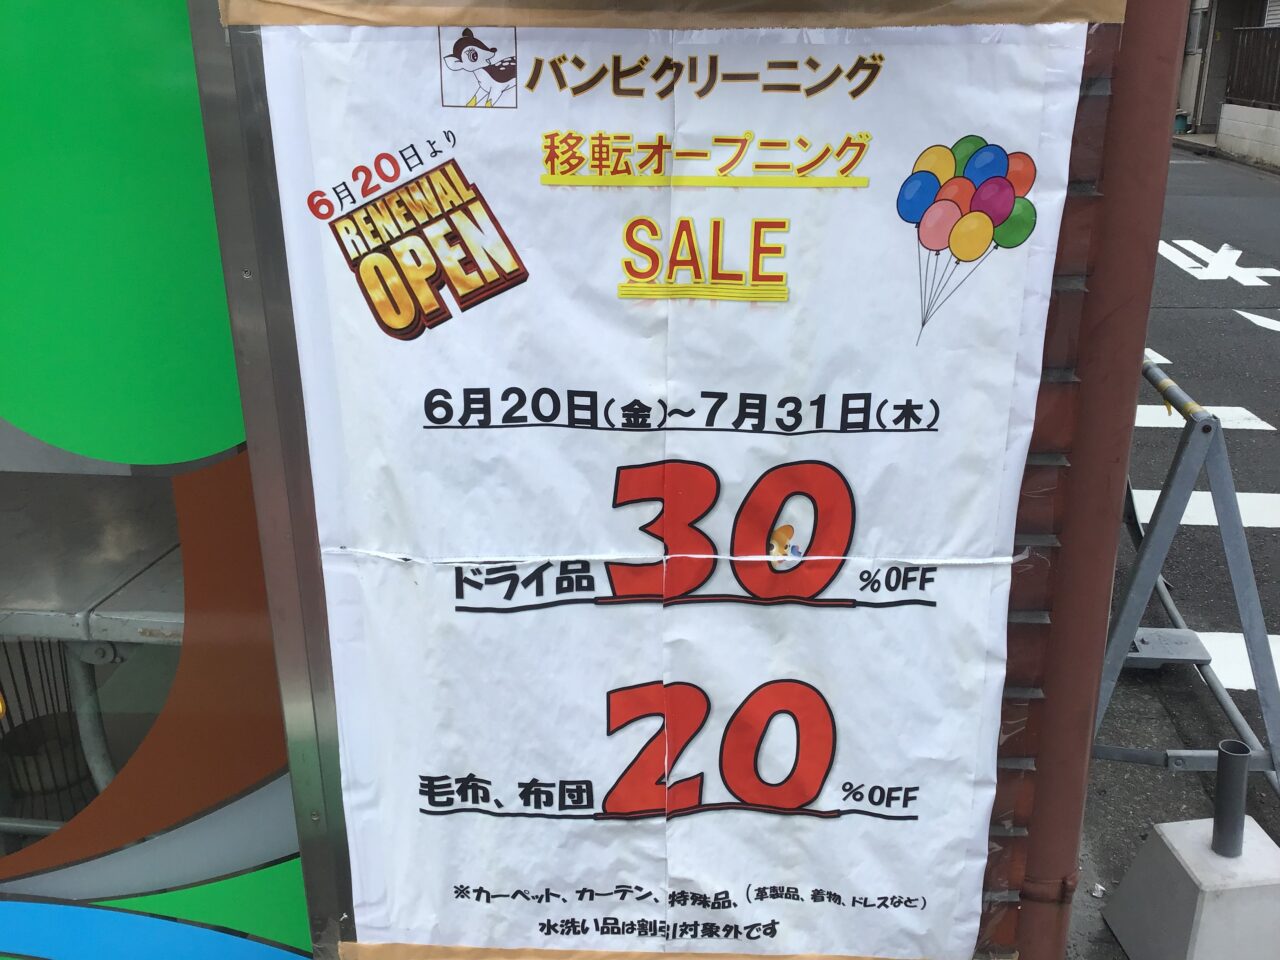 バンビクリーニング
移転オープニング
SALE
6月20日より
RENEWAL
OPEN
6月20日(金)～7月31日(木)
ドライ品 30 %OFF
毛布、布団 20 %OFF
※カーペット、カーテン、特殊品、(革製品、着物、ドレスなど)
水洗い品は割引対象外です